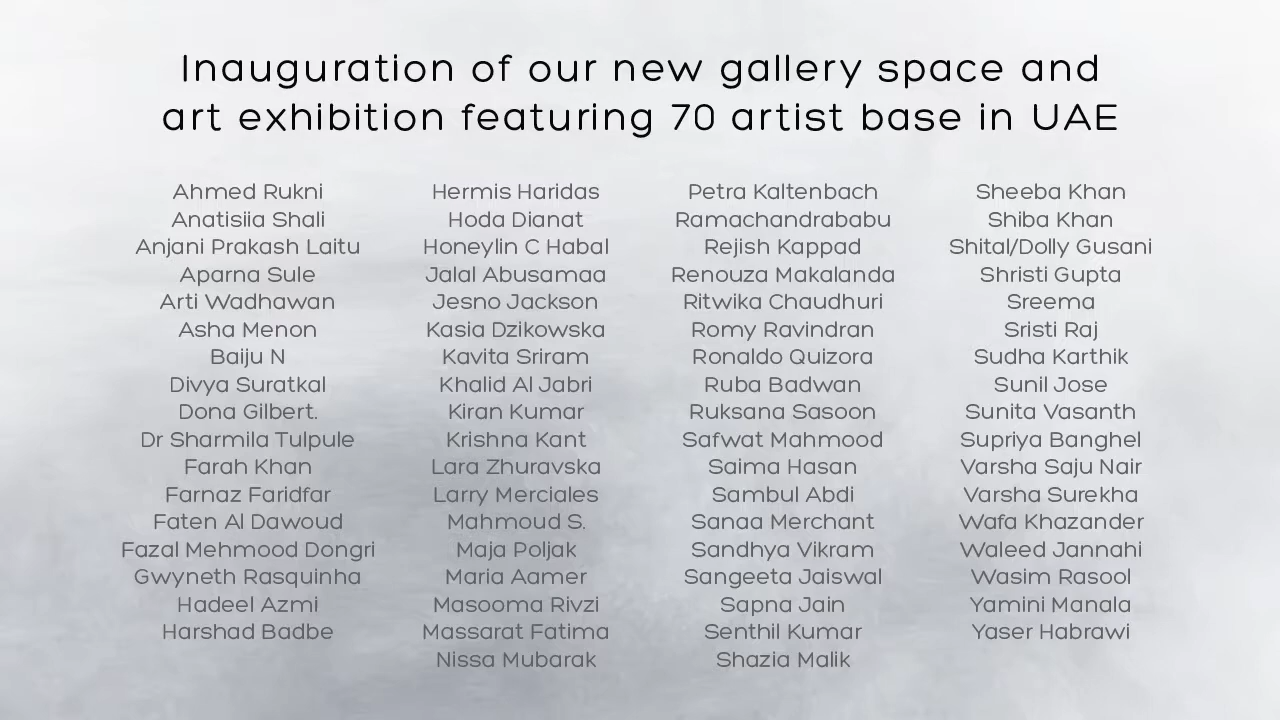 Inauguration of our new gallery space and
art exhibition featuring 70 artist base in UAE
Ahmed Rukni
Anatisiia Shali
Anjani Prakash Laitu
Aparna Sule
Arti Wadhawan
Asha Menon
Baiju N
Divya Suratkal
Dona Gilbert.
Dr Sharmila Tulpule
Farah Khan
Farnaz Faridfar
Faten Al Dawoud
Fazal Mehmood Dongri
Gwyneth Rasquinha
Hadeel Azmi
Harshad Badbe
Hermis Haridas
Hoda Dianat
Honeylin C Habal
Jalal Abusamaa
Jesno Jackson
Kasia Dzikowska
Kavita Sriram
Khalid Al Jabri
Kiran Kumar
Krishna Kant
Lara Zhuravska
Larry Merciales
Mahmoud S.
Maja Poljak
Maria Aamer
Masooma Rivzi
Massarat Fatima
Nissa Mubarak
Petra Kaltenbach
Ramachandrababu
Rejish Kappad
Renouza Makalanda
Ritwika Chaudhuri
Romy Ravindran
Ronaldo Quizora
Ruba Badwan
Ruksana Sasoon
Safwat Mahmood
Saima Hasan
Sambul Abdi
Sanaa Merchant
Sandhya Vikram
Sangeeta Jaiswal
Sapna Jain
Senthil Kumar
Shazia Malik
Sheeba Khan
Shiba Khan
Shital/Dolly Gusani
Shristi Gupta
Sreema
Sristi Raj
Sudha Karthik
Sunil Jose
Sunita Vasanth
Supriya Banghel
Varsha Saju Nair
Varsha Surekha
Wafa Khazander
Waleed Jannahi
Wasim Rasool
Yamini Manala
Yaser Habrawi